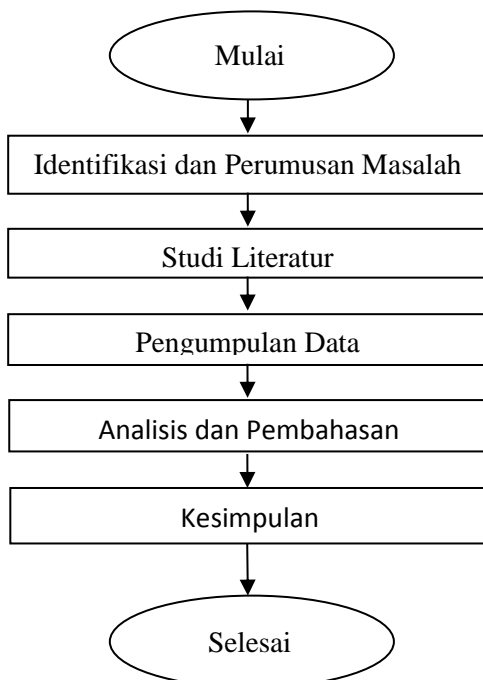 Mulai
Identifikasi dan Perumusan Masalah
Studi Literatur
Pengumpulan Data
Analisis dan Pembahasan
Kesimpulan
Selesai